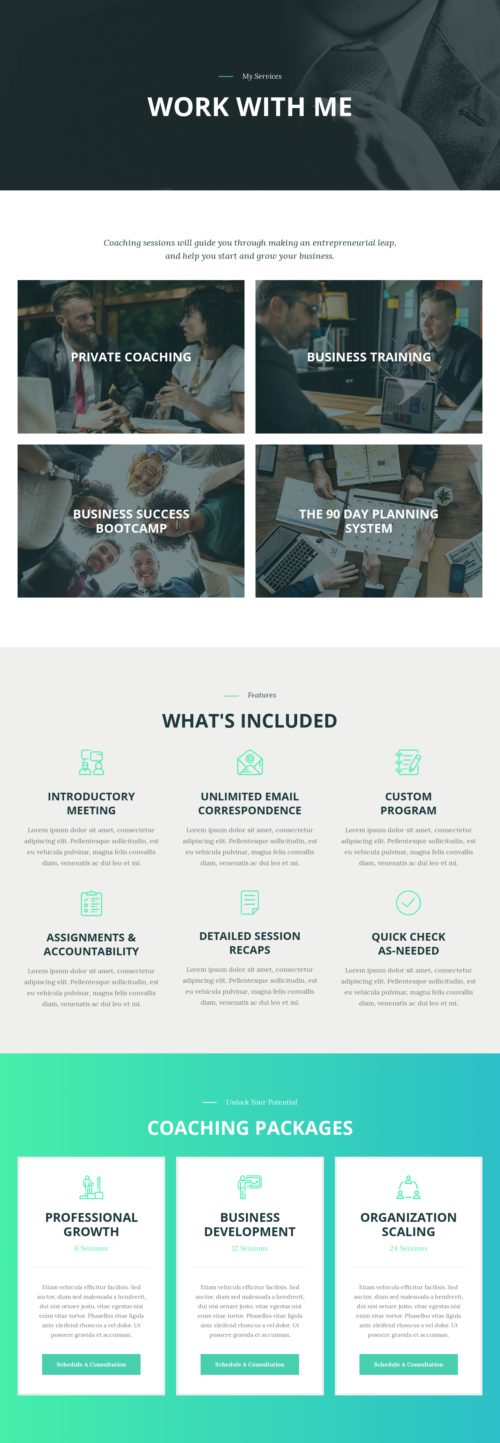 My Services
WORK WITH ME
Coaching sessions will guide you through making an entrepreneurial leap,
and help you start and grow your business.
PRIVATE COACHING
BUSINESS TRAINING
BUSINESS SUCCESS
BOOTCAMP
THE 90 DAY PLANNING
SYSTEM
Features
WHAT'S INCLUDED
INTRODUCTORY
MEETING
Lorem ipsum dolor sit amet, consectetur
adipiscing elit. Pellentesque sollicitudin, est
eu vehicula pulvinar, magna felis convallis
diam, venenatis ac dui leo et mi.
UNLIMITED EMAIL
CORRESPONDENCE
Lorem ipsum dolor sit amet, consectetur
adipiscing elit. Pellentesque sollicitudin, est
eu vehicula pulvinar, magna felis convallis
diam, venenatis ac dui leo et mi.
CUSTOM
PROGRAM
Lorem ipsum dolor sit amet, consectetur
adipiscing elit. Pellentesque sollicitudin, est
eu vehicula pulvinar, magna felis convallis
diam, venenatis ac dui leo et mi.
ASSIGNMENTS &
ACCOUNTABILITY
Lorem ipsum dolor sit amet, consectetur
adipiscing elit. Pellentesque sollicitudin, est
eu vehicula pulvinar, magna felis convallis
diam, venenatis ac dui leo et mi.
DETAILED SESSION
RECAPS
Lorem ipsum dolor sit amet, consectetur
adipiscing elit. Pellentesque sollicitudin, est
eu vehicula pulvinar, magna felis convallis
diam, venenatis ac dui leo et mi.
QUICK CHECK
AS-NEEDED
Lorem ipsum dolor sit amet, consectetur
adipiscing elit. Pellentesque sollicitudin, est
eu vehicula pulvinar, magna felis convallis
diam, venenatis ac dui leo et mi.
Unlock Your Potential
COACHING PACKAGES
PROFESSIONAL
GROWTH
6 Sessions
Etiam vehicula efficitur facilisis. Sed
auctor, diam sed malesuada a hendrerit,
dui nisi ornare justo, vitae egestas nisi
enim vitae tortor. Phasellus vitae ligula
ante eleifend rhoncus a vel dolor. Ut
posuere gravida et accumsan.
Schedule A Consultation
BUSINESS
DEVELOPMENT
12 Sessions
Etiam vehicula efficitur facilisis. Sed
auctor, diam sed malesuada a hendrerit,
dui nisi ornare justo, vitae egestas nisi
enim vitae tortor. Phasellus vitae ligula
ante eleifend rhoncus a vel dolor. Ut
posuere gravida et accumsan.
Schedule A Consultation
ORGANIZATION
SCALING
24 Sessions
Etiam vehicula efficitur facilisis. Sed
auctor, diam sed malesuada a hendrerit,
dui nisi ornare justo, vitae egestas nisi
enim vitae tortor. Phasellus vitae ligula
ante eleifend rhoncus a vel dolor. Ut
posuere gravida et accumsan.
Schedule A Consultation